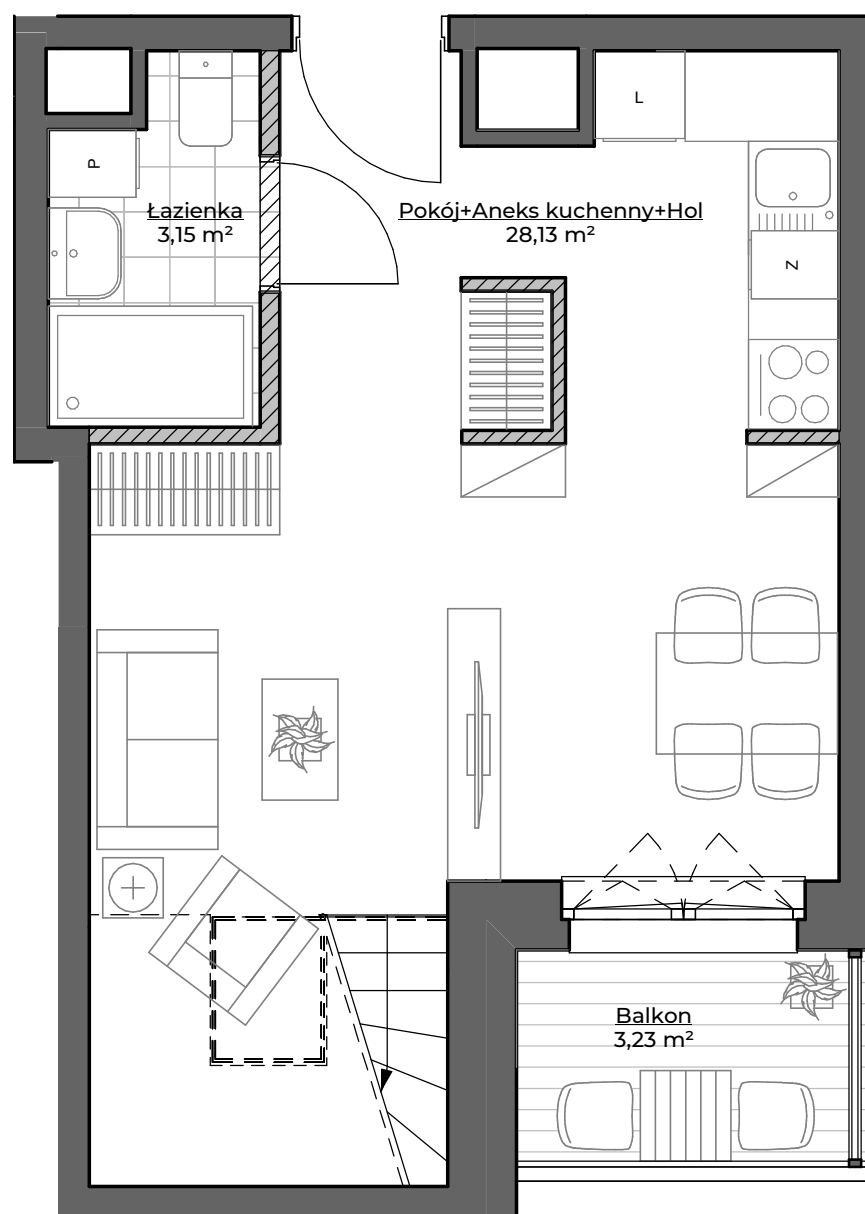 L
P
Łazienka
3,15 m²
Pokój+Aneks kuchenny+Hol
28,13 m²
Z
Balkon
3,23 m²